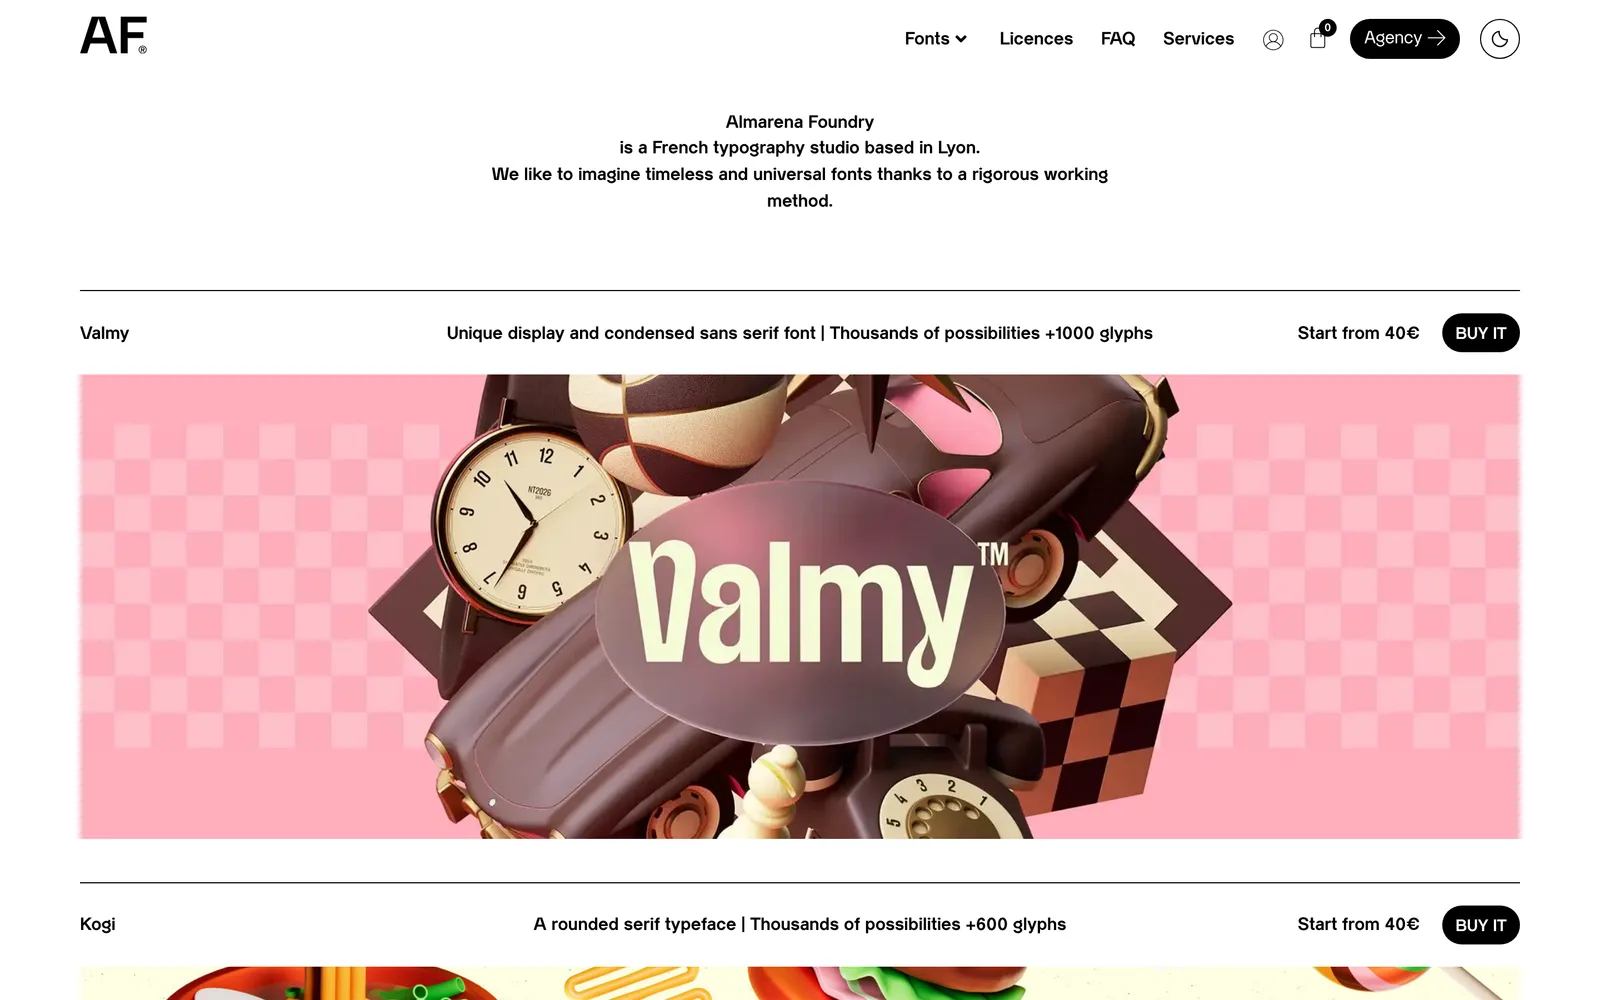 AF®
Fonts
Licences
FAQ
Services
0
Agency →
Almarena Foundry
is a French typography studio based in Lyon.
We like to imagine timeless and universal fonts thanks to a rigorous working
method.
Valmy
Unique display and condensed sans serif font | Thousands of possibilities +1000 glyphs
Start from 40€
BUY IT
12
1
2
3
4
5
6
7
8
9
10
11
NT2026
Valmy™
5
4
3
2
1
Kogi
A rounded serif typeface | Thousands of possibilities +600 glyphs
Start from 40€
BUY IT